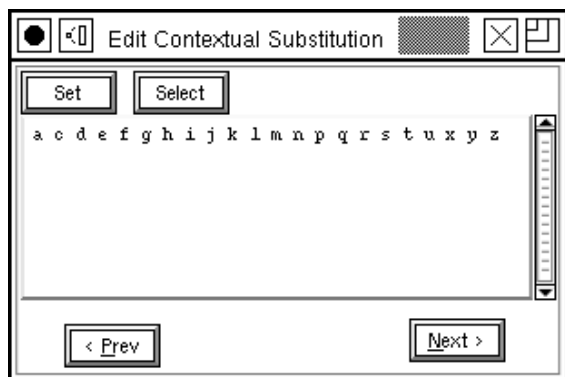 Edit Contextual Substitution
Set Select
a c d e f g h i j k l m n p q r s t u x y z
< Prev Next >